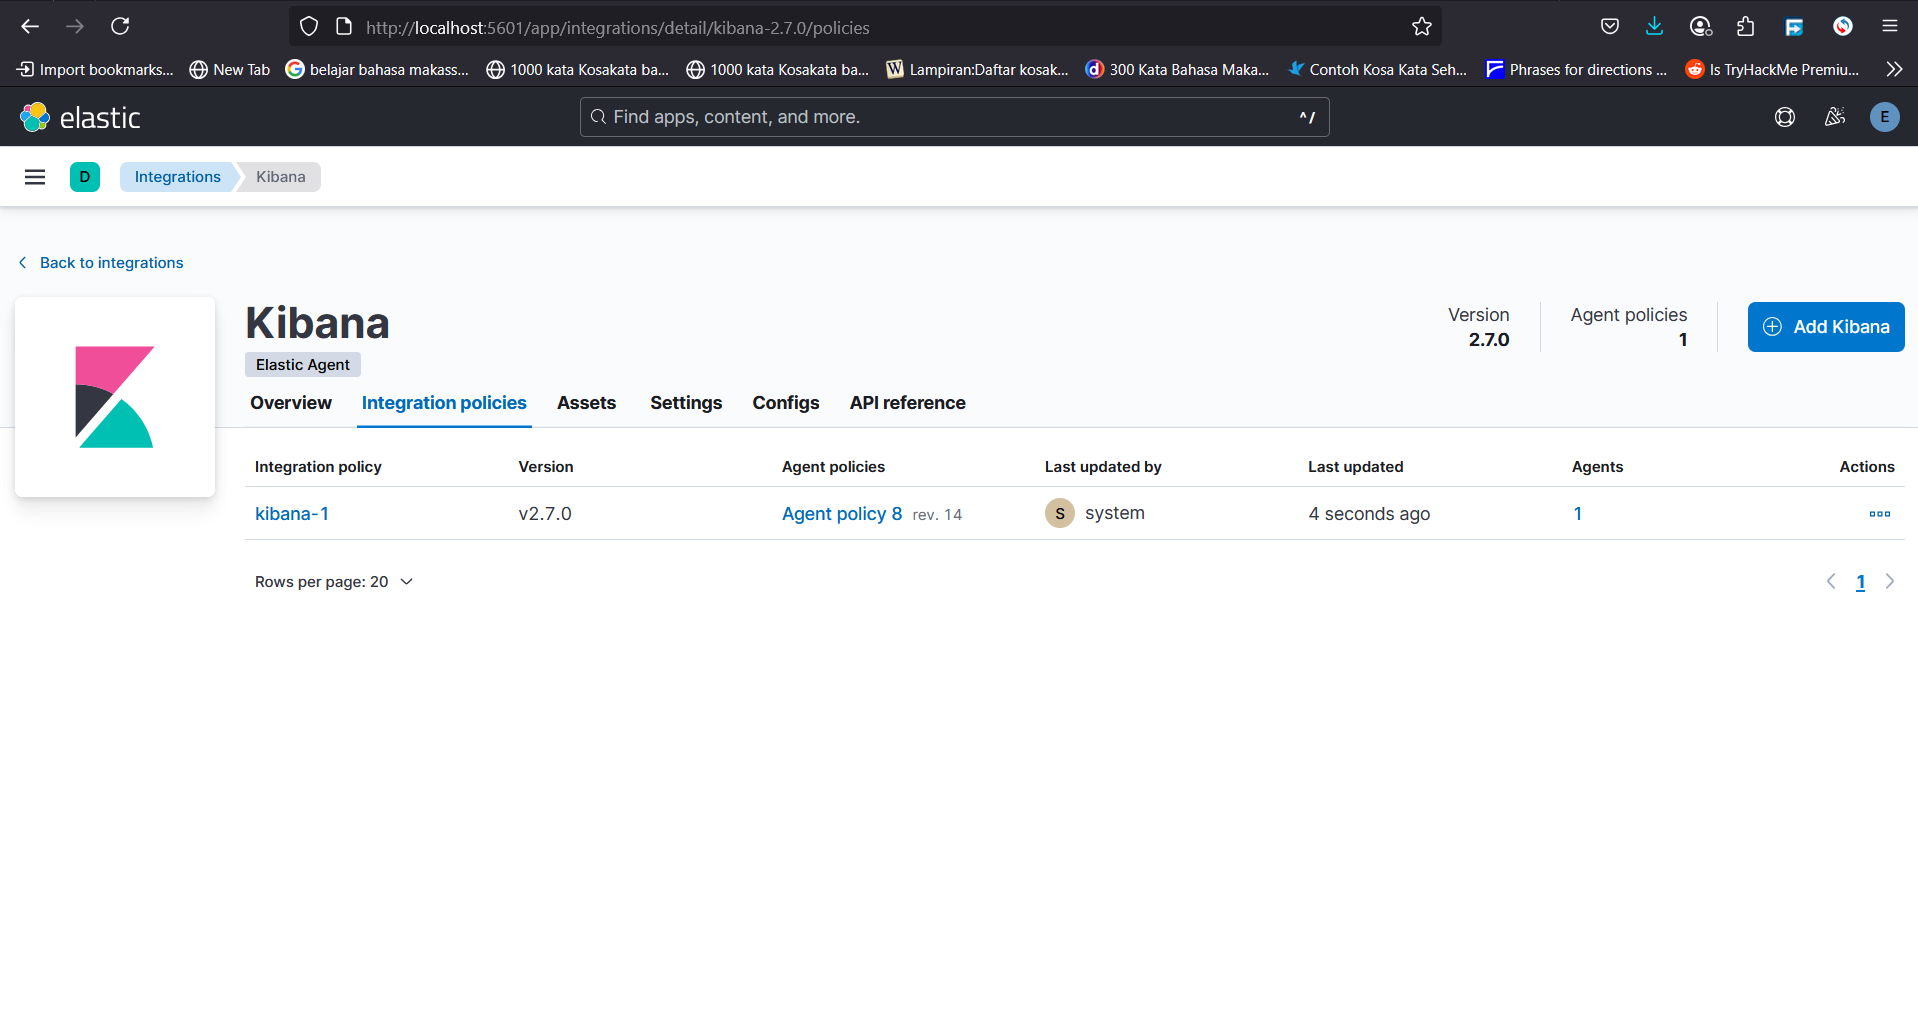 http://localhost:5601/app/integrations/detail/kibana-2.7.0/policies
Import bookmarks... New Tab belajar bahasa makass... 1000 kata Kosakata ba... 1000 kata Kosakata ba... Lampiran:Daftar kosak... 300 Kata Bahasa Maka... Contoh Kosa Kata Seh... Phrases for directions ... Is TryHackMe Premiu...
elastic Find apps, content, and more. ^/ E
D Integrations Kibana
Back to integrations
Kibana
Elastic Agent
Version
2.7.0
Agent policies
1
Add Kibana
Overview Integration policies Assets Settings Configs API reference
Integration policy Version Agent policies Last updated by Last updated Agents Actions
kibana-1 v2.7.0 Agent policy 8 rev. 14 S system 4 seconds ago 1
Rows per page: 20 1